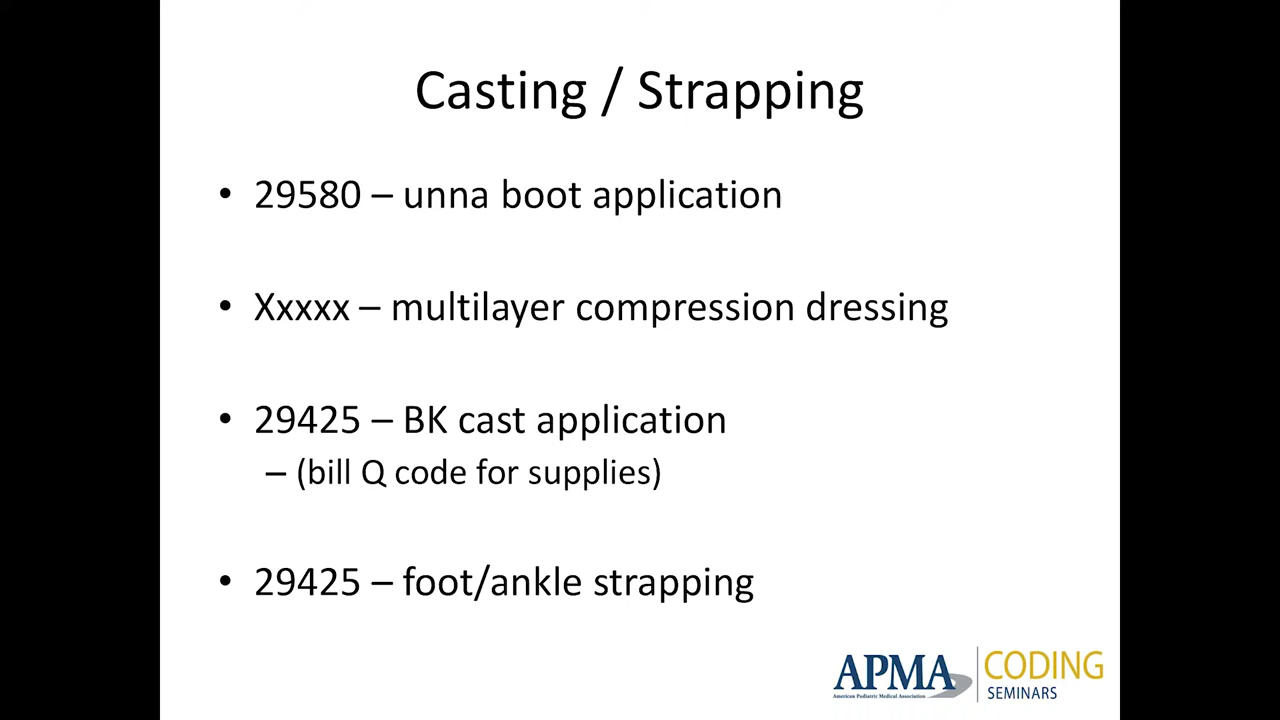 Casting / Strapping
• 29580 – unna boot application
• Xxxxx – multilayer compression dressing
• 29425 – BK cast application
– (bill Q code for supplies)
• 29425 – foot/ankle strapping
APMA
American Podiatric Medical Association
CODING
SEMINARS